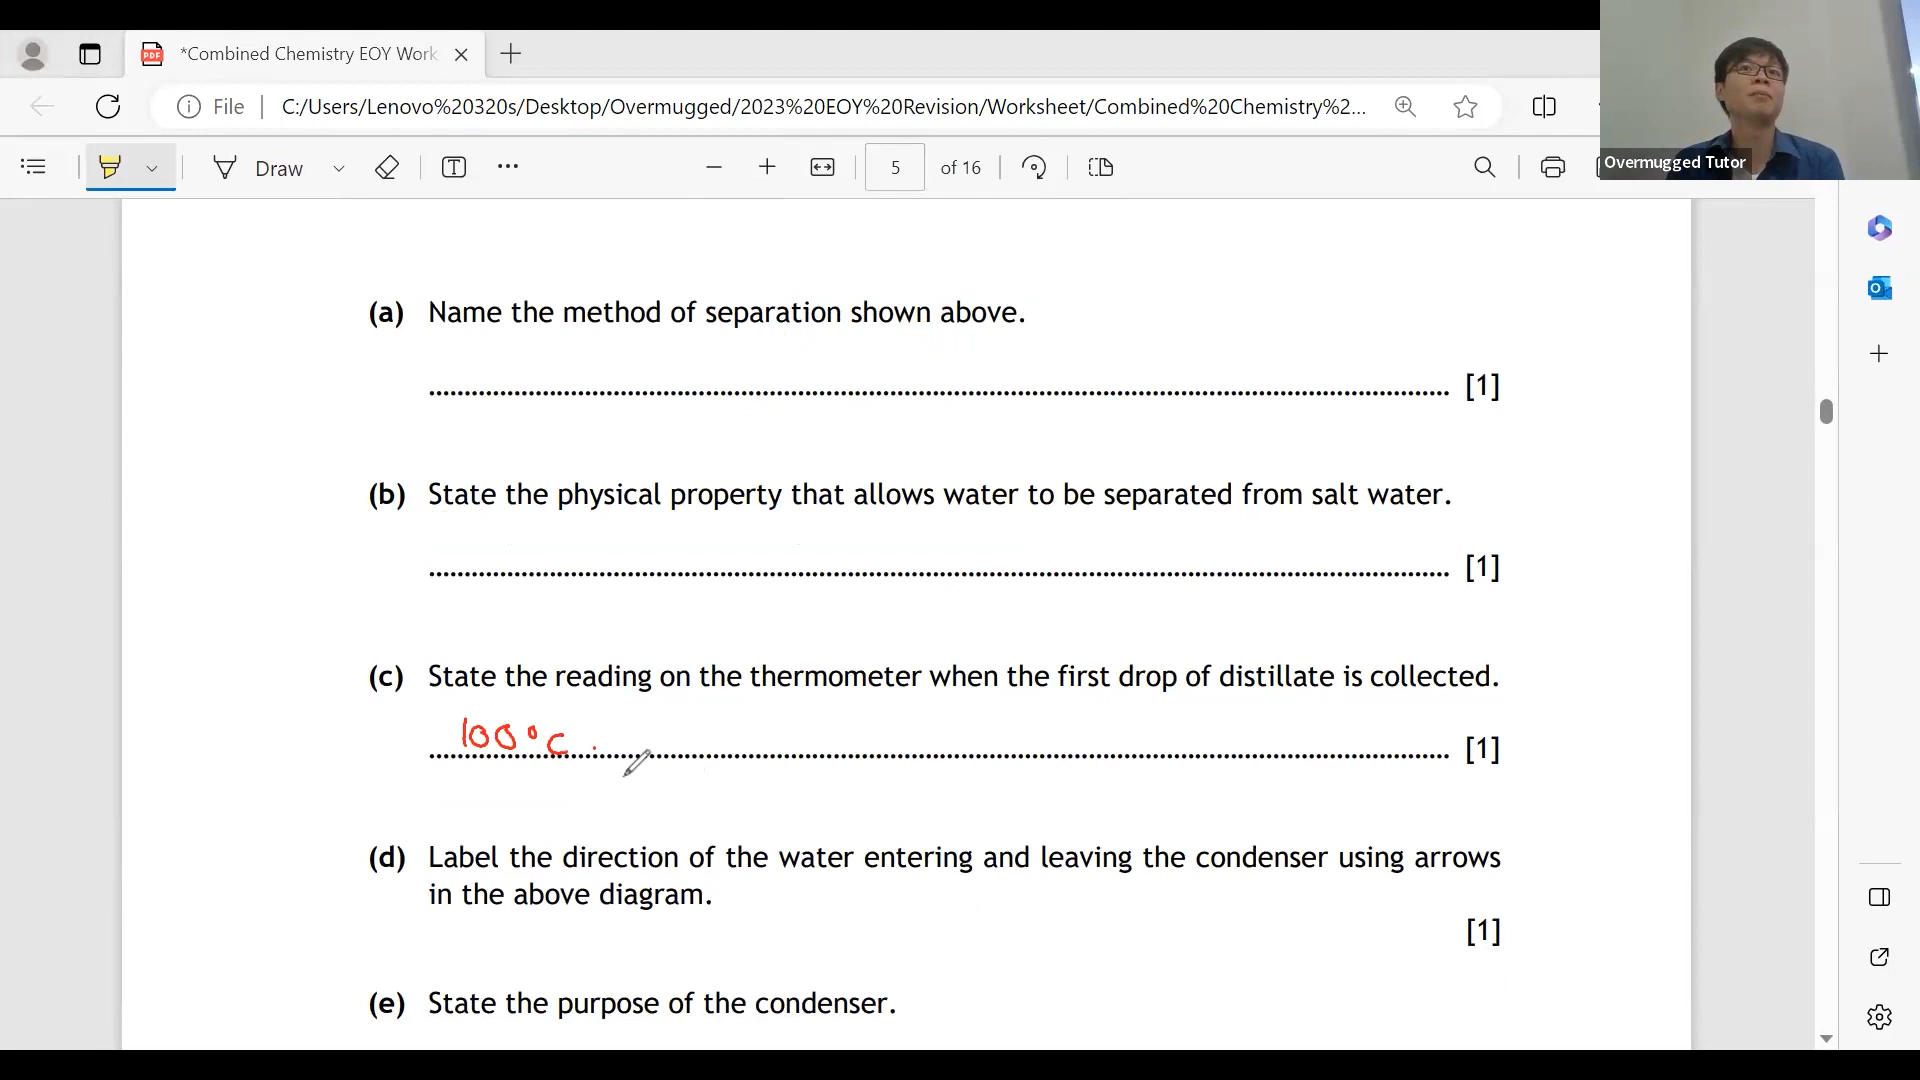 *Combined Chemistry EOY Work
File
C:/Users/Lenovo%20320s/Desktop/Overmugged/2023%20EOY%20Revision/Worksheet/Combined%20Chemistry%2...
Overmugged Tutor
Draw
5 of 16
(a) Name the method of separation shown above.
[1]
(b) State the physical property that allows water to be separated from salt water.
[1]
(c) State the reading on the thermometer when the first drop of distillate is collected.
100°C.
[1]
(d) Label the direction of the water entering and leaving the condenser using arrows
in the above diagram.
[1]
(e) State the purpose of the condenser.